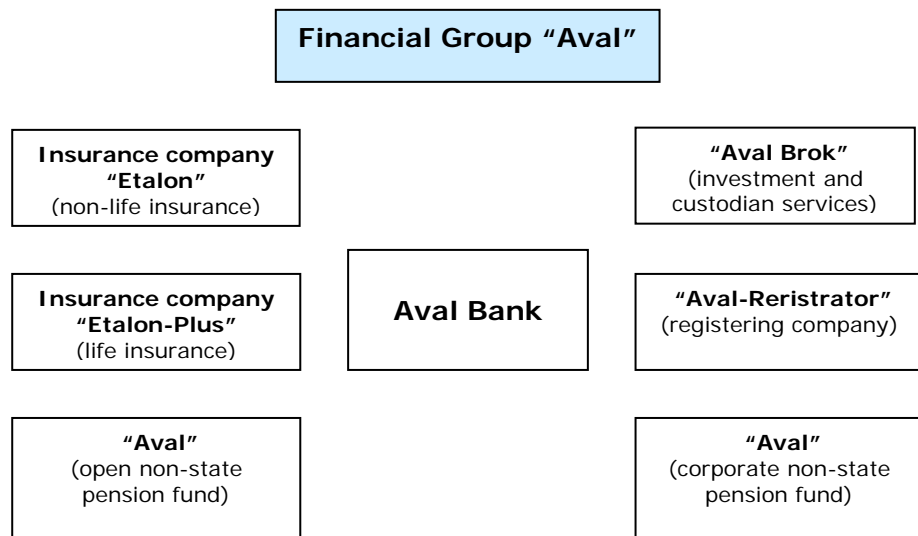 Financial Group “Aval”
Insurance company
“Etalon”
(non-life insurance)
“Aval Brok”
(investment and
custodian services)
Insurance company
“Etalon-Plus”
(life insurance)
Aval Bank
“Aval-Reristrator”
(registering company)
“Aval”
(open non-state
pension fund)
“Aval”
(corporate non-state
pension fund)